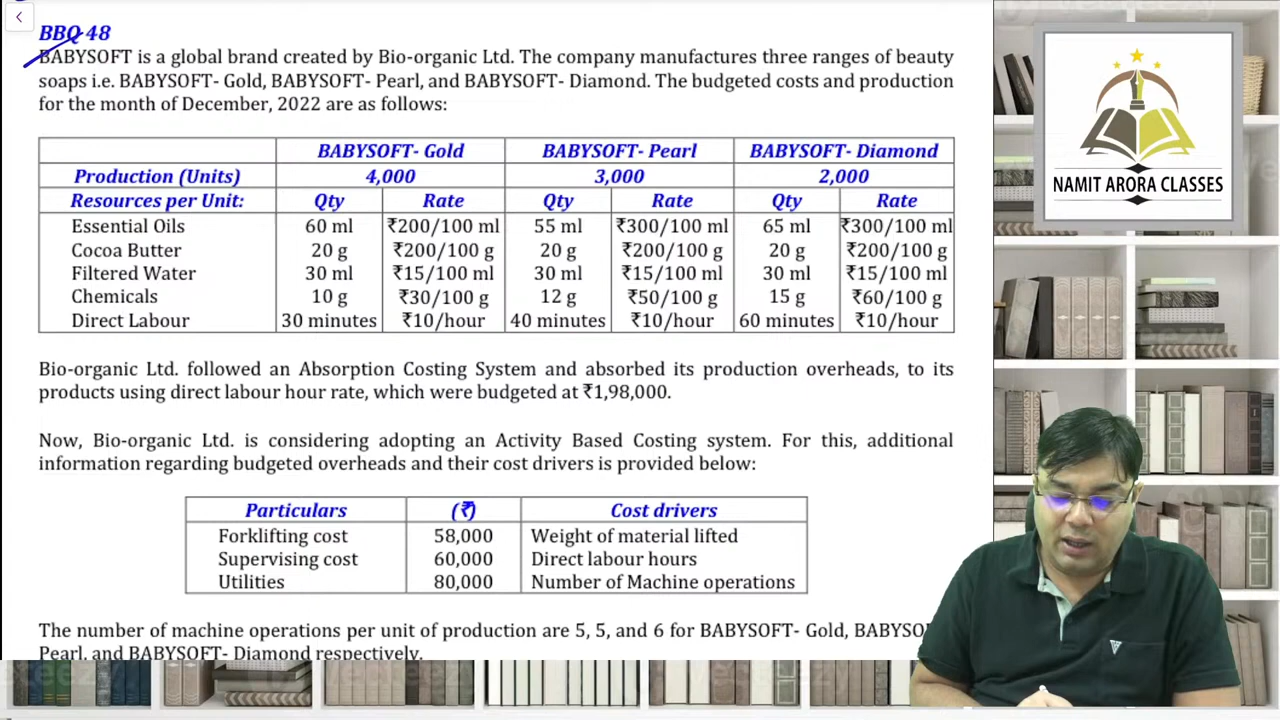 BBQ 48
BABYSOFT is a global brand created by Bio-organic Ltd. The company manufactures three ranges of beauty
soaps i.e. BABYSOFT- Gold, BABYSOFT- Pearl, and BABYSOFT- Diamond. The budgeted costs and production
for the month of December, 2022 are as follows:
BABYSOFT- Gold BABYSOFT- Pearl BABYSOFT- Diamond
Production (Units) 4,000 3,000 2,000
Resources per Unit: Qty Rate Qty Rate Qty Rate
Essential Oils 60 ml ₹200/100 ml 55 ml ₹300/100 ml 65 ml ₹300/100 ml
Cocoa Butter 20 g ₹200/100 g 20 g ₹200/100 g 20 g ₹200/100 g
Filtered Water 30 ml ₹15/100 ml 30 ml ₹15/100 ml 30 ml ₹15/100 ml
Chemicals 10 g ₹30/100 g 12 g ₹50/100 g 15 g ₹60/100 g
Direct Labour 30 minutes ₹10/hour 40 minutes ₹10/hour 60 minutes ₹10/hour
Bio-organic Ltd. followed an Absorption Costing System and absorbed its production overheads, to its
products using direct labour hour rate, which were budgeted at ₹1,98,000.
Now, Bio-organic Ltd. is considering adopting an Activity Based Costing system. For this, additional
information regarding budgeted overheads and their cost drivers is provided below:
Particulars (₹) Cost drivers
Forklifting cost 58,000 Weight of material lifted
Supervising cost 60,000 Direct labour hours
Utilities 80,000 Number of Machine operations
The number of machine operations per unit of production are 5, 5, and 6 for BABYSOFT- Gold, BABYSO
Pearl, and BABYSOFT- Diamond respectively.
NAMIT ARORA CLASSES